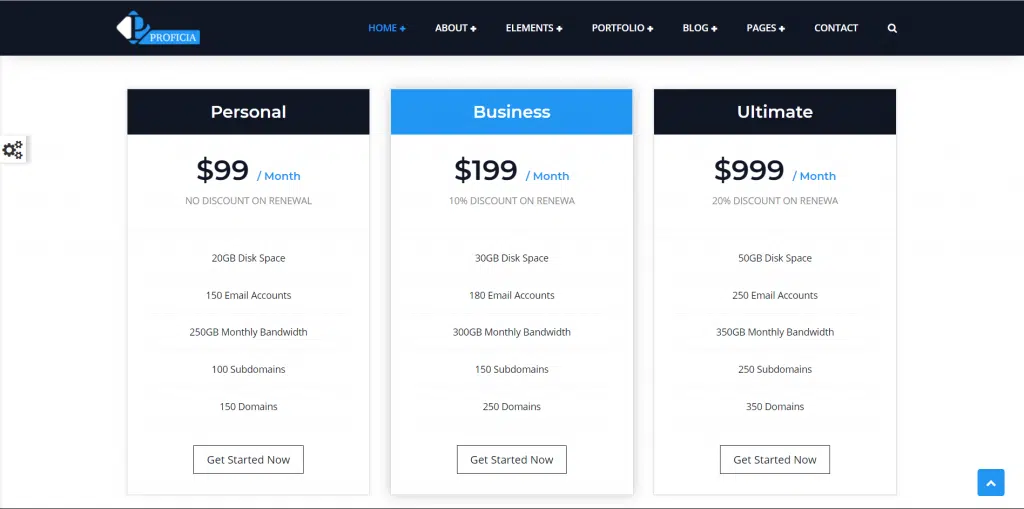 PROFICIA
HOME + ABOUT + ELEMENTS + PORTFOLIO + BLOG + PAGES + CONTACT
Personal
$99 / Month
NO DISCOUNT ON RENEWAL
20GB Disk Space
150 Email Accounts
250GB Monthly Bandwidth
100 Subdomains
150 Domains
Get Started Now
Business
$199 / Month
10% DISCOUNT ON RENEWA
30GB Disk Space
180 Email Accounts
300GB Monthly Bandwidth
150 Subdomains
250 Domains
Get Started Now
Ultimate
$999 / Month
20% DISCOUNT ON RENEWA
50GB Disk Space
250 Email Accounts
350GB Monthly Bandwidth
250 Subdomains
350 Domains
Get Started Now